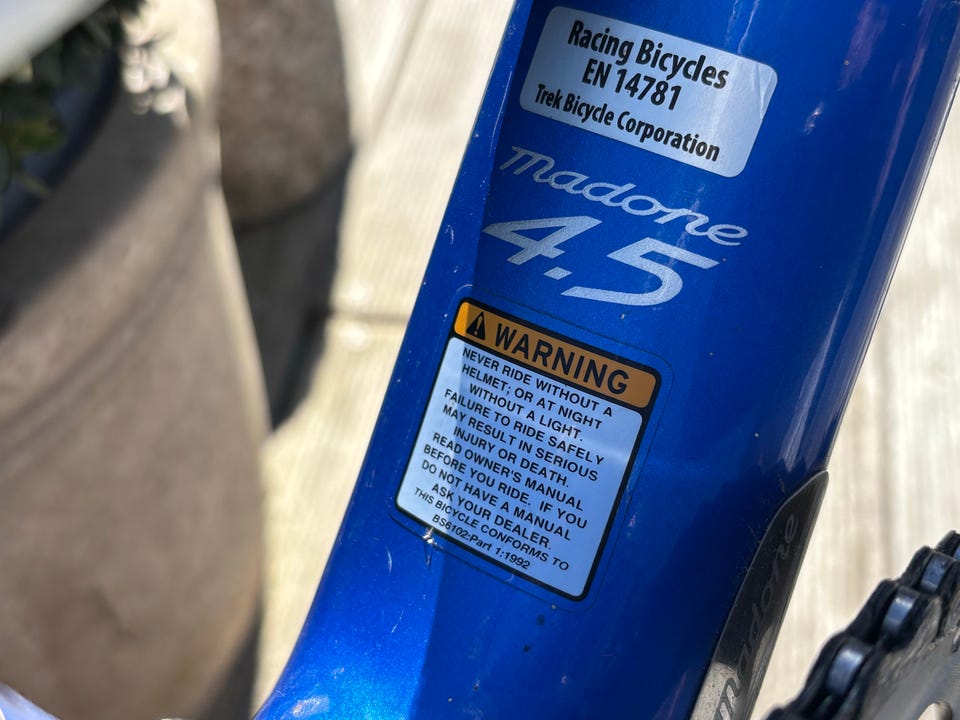 Racing Bicycles
EN 14781
Trek Bicycle Corporation
madone
4.5
WARNING
NEVER RIDE WITHOUT A
HELMET; OR AT NIGHT
WITHOUT A LIGHT.
FAILURE TO RIDE SAFELY
MAY RESULT IN SERIOUS
INJURY OR DEATH.
READ OWNER'S MANUAL
BEFORE YOU RIDE. IF YOU
DO NOT HAVE A MANUAL
ASK YOUR DEALER.
THIS BICYCLE CONFORMS TO
BS6102:Part 1:1992
madone